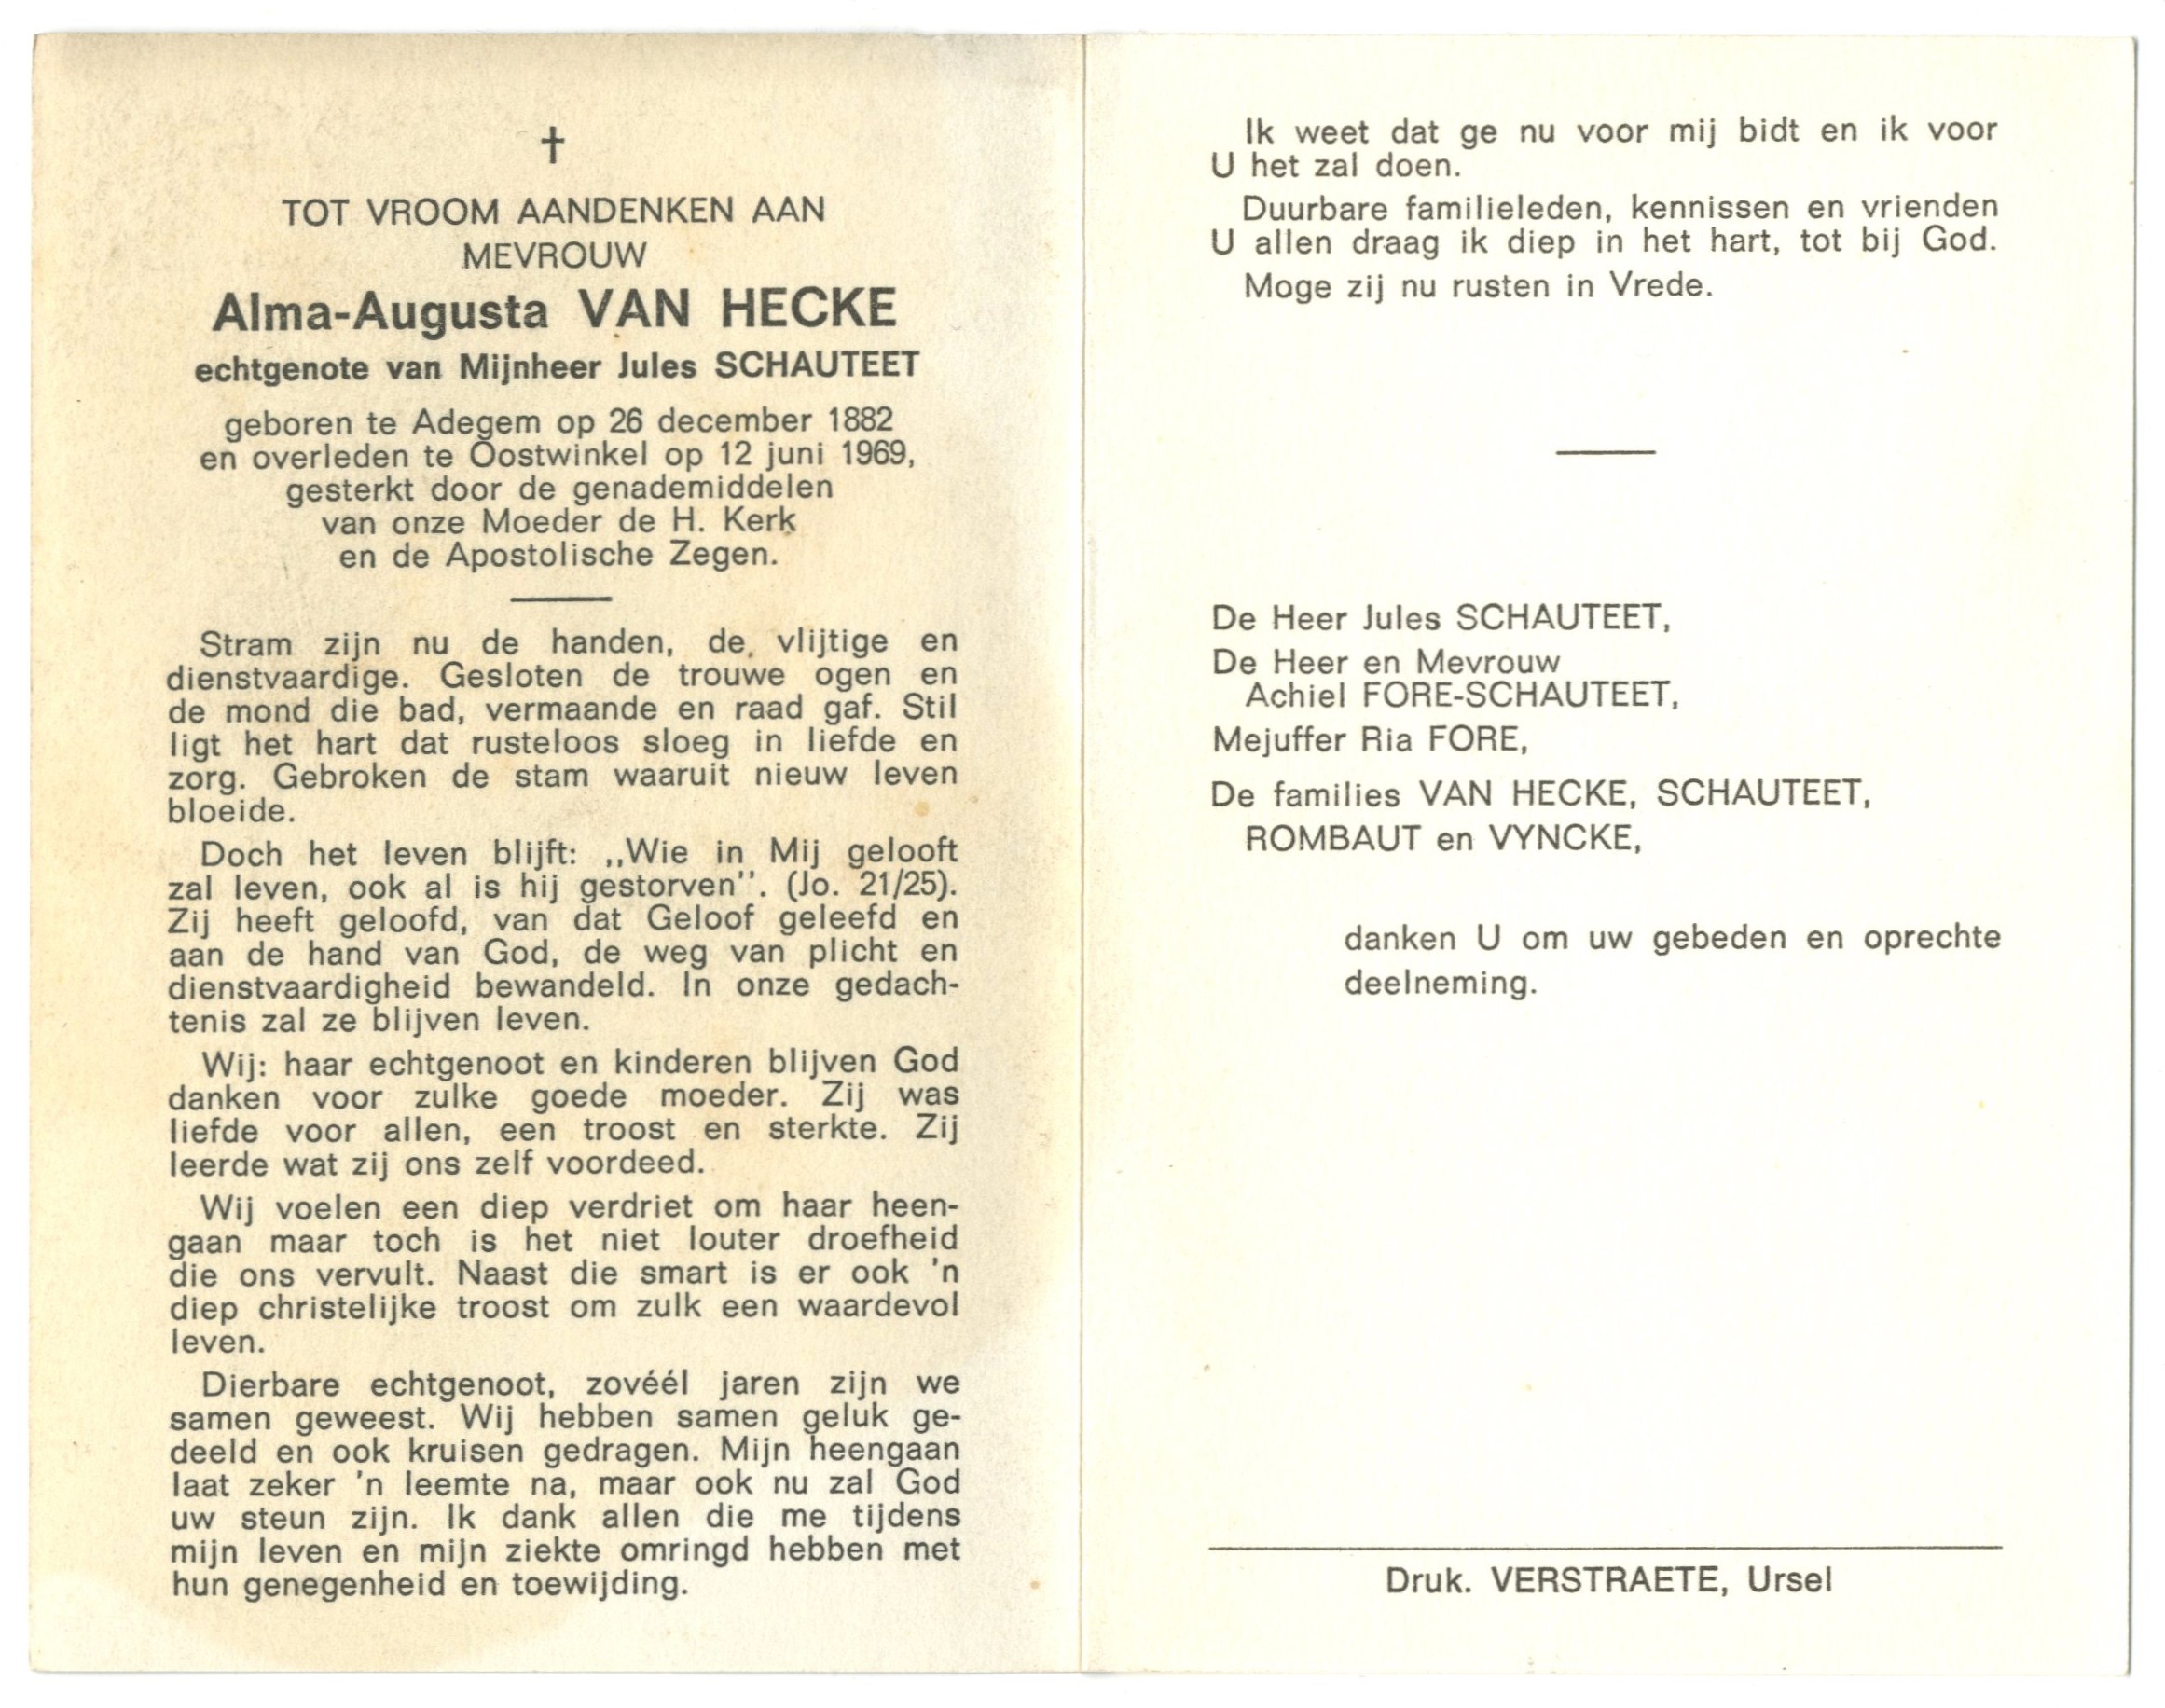 †
TOT VROOM AANDENKEN AAN
MEVROUW
Alma-Augusta VAN HECKE
echtgenote van Mijnheer Jules SCHAUTEET
geboren te Adegem op 26 december 1882
en overleden te Oostwinkel op 12 juni 1969,
gesterkt door de genademiddelen
van onze Moeder de H. Kerk
en de Apostolische Zegen.
Stram zijn nu de handen, de, vlijtige en
dienstvaardige. Gesloten de trouwe ogen en
de mond die bad, vermaande en raad gaf. Stil
ligt het hart dat rusteloos sloeg in liefde en
zorg. Gebroken de stam waaruit nieuw leven
bloeide.
Doch het leven blijft: ,,Wie in Mij gelooft
zal leven, ook al is hij gestorven''. (Jo. 21/25).
Zij heeft geloofd, van dat Geloof geleefd en
aan de hand van God, de weg van plicht en
dienstvaardigheid bewandeld. In onze gedach-
tenis zal ze blijven leven.
Wij: haar echtgenoot en kinderen blijven God
danken voor zulke goede moeder. Zij was
liefde voor allen, een troost en sterkte. Zij
leerde wat zij ons zelf voordeed.
Wij voelen een diep verdriet om haar heen-
gaan maar toch is het niet louter droefheid
die ons vervult. Naast die smart is er ook 'n
diep christelijke troost om zulk een waardevol
leven.
Dierbare echtgenoot, zovéél jaren zijn we
samen geweest. Wij hebben samen geluk ge-
deeld en ook kruisen gedragen. Mijn heengaan
laat zeker 'n leemte na, maar ook nu zal God
uw steun zijn. Ik dank allen die me tijdens
mijn leven en mijn ziekte omringd hebben met
hun genegenheid en toewijding.
Ik weet dat ge nu voor mij bidt en ik voor
U het zal doen.
Duurbare familieleden, kennissen en vrienden
U allen draag ik diep in het hart, tot bij God.
Moge zij nu rusten in Vrede.
De Heer Jules SCHAUTEET,
De Heer en Mevrouw
Achiel FORE-SCHAUTEET,
Mejuffer Ria FORE,
De families VAN HECKE, SCHAUTEET,
ROMBAUT en VYNCKE,
danken U om uw gebeden en oprechte
deelneming.
Druk. VERSTRAETE, Ursel